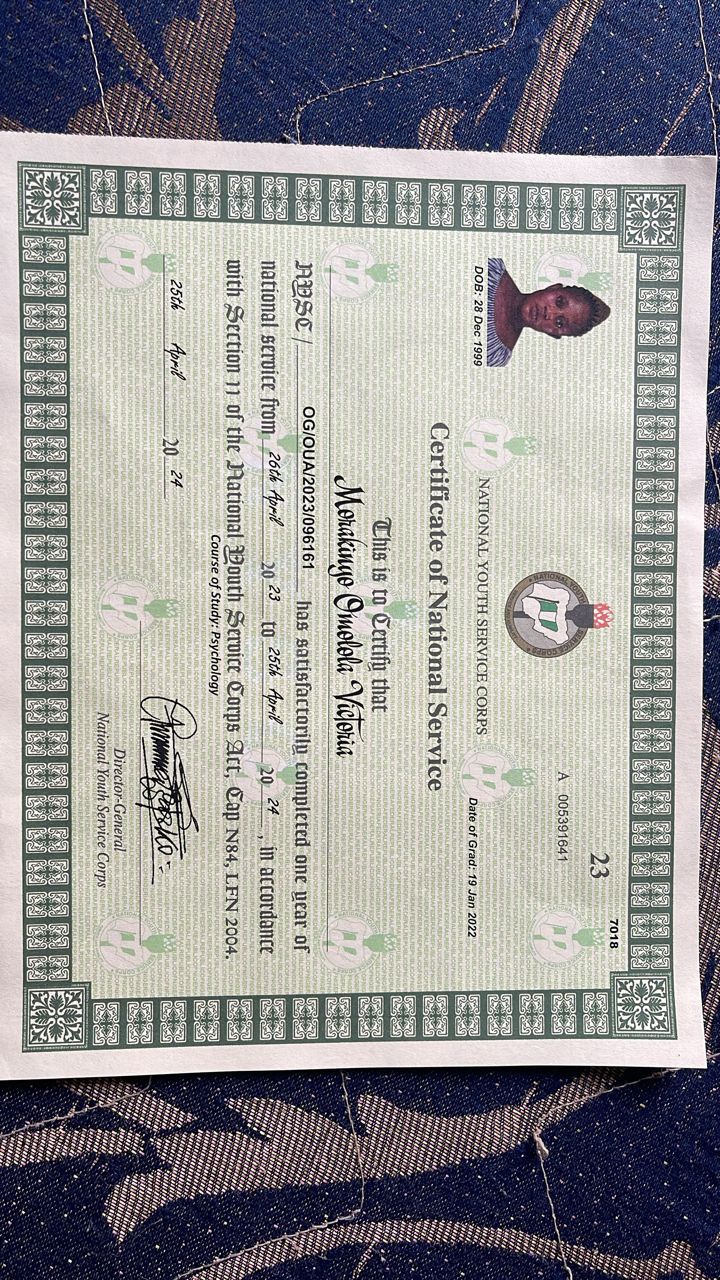 7018
23
A 005391641
NATIONAL YOUTH SERVICE CORPS
DOB: 28 Dec 1999
Date of Grad: 19 Jan 2022
Certificate of National Service
This is to Certify that
Morakinyo Omolola Victoria
NYSC / OG/OUA/2023/096161 has satisfactorily completed one year of
national service from 26th April 20 23 to 25th April 20 24, in accordance
with Section 11 of the National Youth Service Corps Act, Cap N84, LFN 2004.
Course of Study: Psychology
25th April 20 24
Director-General
National Youth Service Corps